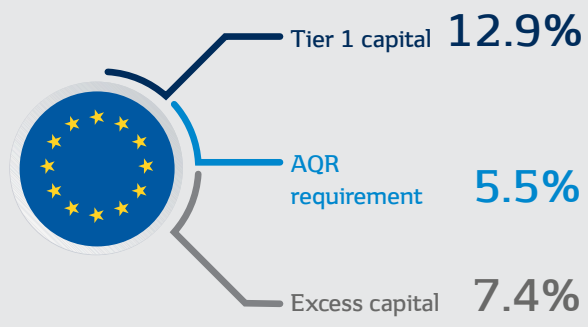 Tier 1 capital 12.9%
AQR
requirement 5.5%
Excess capital 7.4%